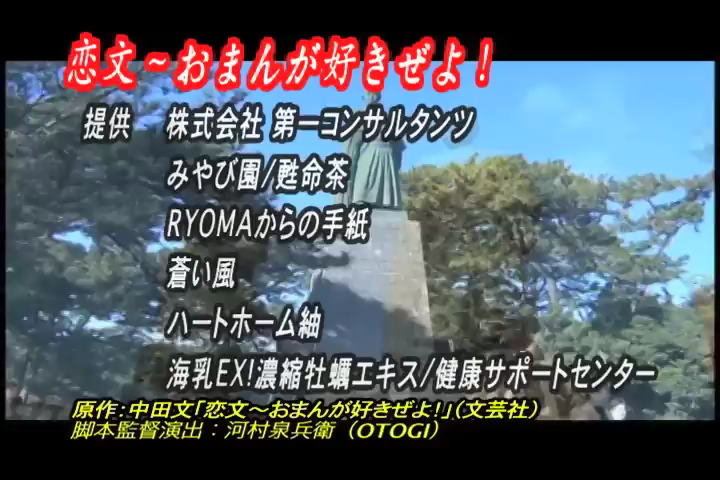 恋文～おまんが好きぜよ！
提供 株式会社 第一コンサルタンツ
みやび園/甦命茶
RYOMAからの手紙
蒼い風
ハートホーム紬
海乳EX!濃縮牡蠣エキス/健康サポートセンター
原作：中田文「恋文～おまんが好きぜよ!」（文芸社）
脚本監督演出：河村泉兵衛（OTOGI）